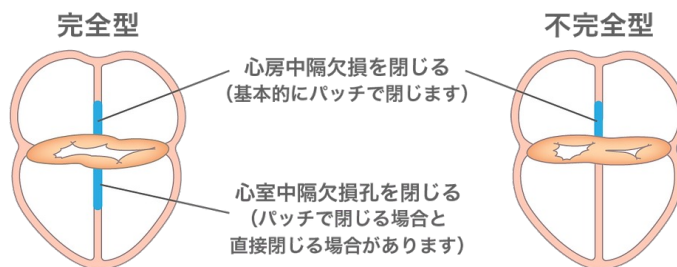 完全型
不完全型
心房中隔欠損を閉じる
（基本的にパッチで閉じます）
心室中隔欠損孔を閉じる
（パッチで閉じる場合と
直接閉じる場合があります）